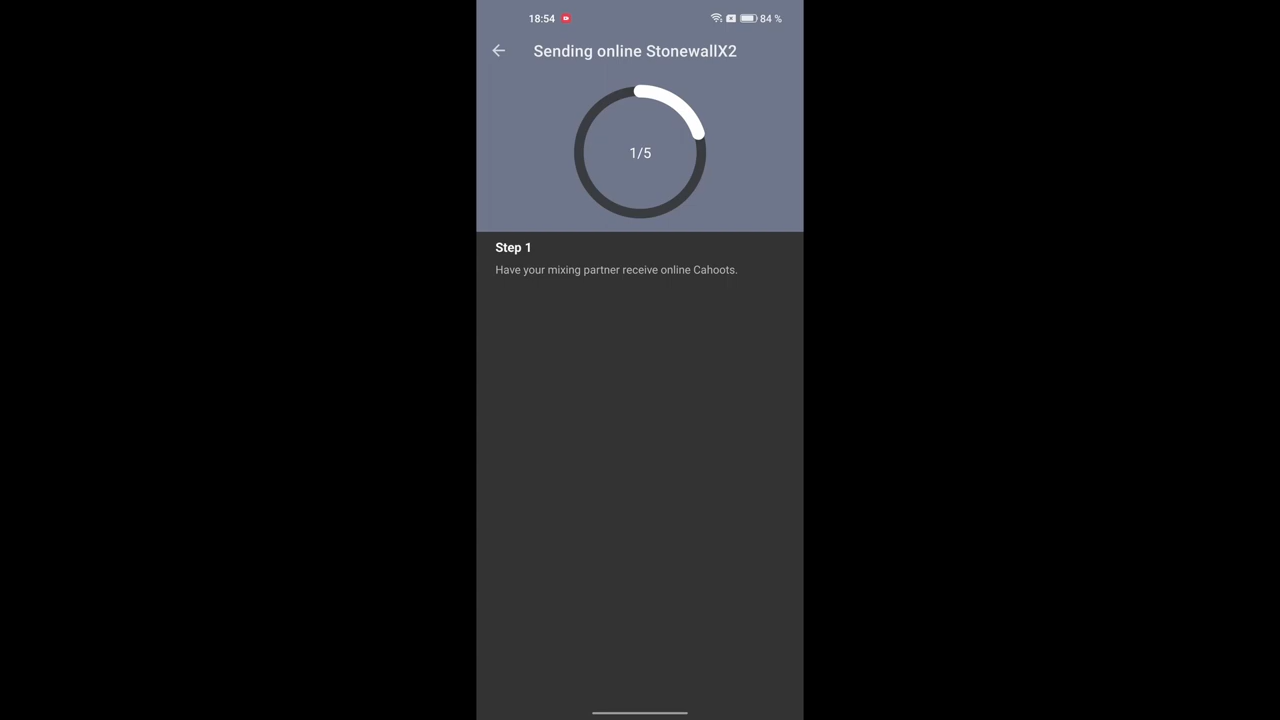 18:54
84 %
Sending online StonewallX2
1/5
Step 1
Have your mixing partner receive online Cahoots.